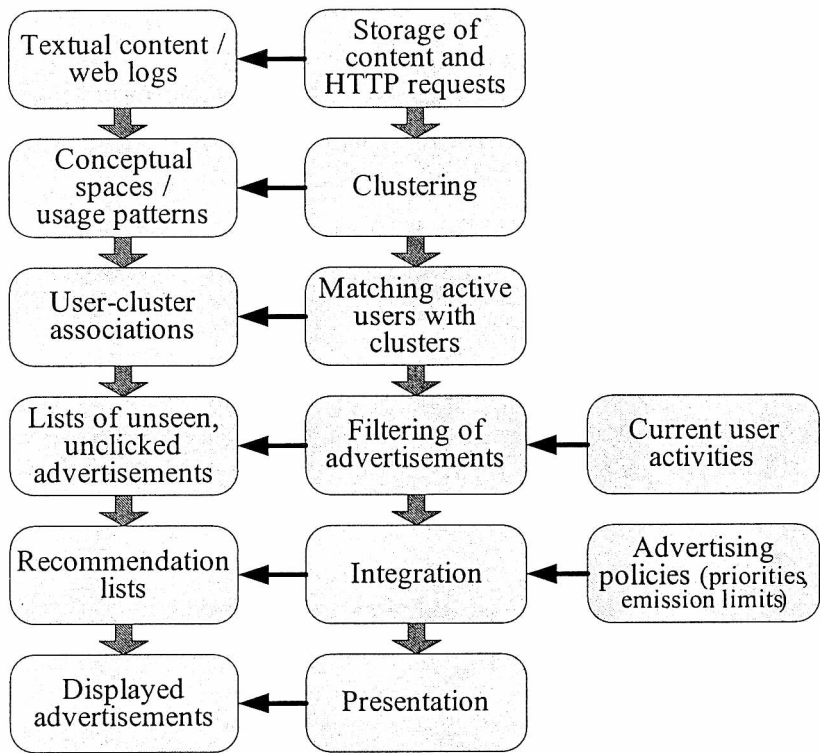 Textual content /
web logs
Storage of
content and
HTTP requests
Conceptual
spaces /
usage patterns
Clustering
User-cluster
associations
Matching active
users with
clusters
Lists of unseen,
unclicked
advertisements
Filtering of
advertisements
Current user
activities
Recommendation
lists
Integration
Advertising
policies (priorities,
emission limits)
Displayed
advertisements
Presentation